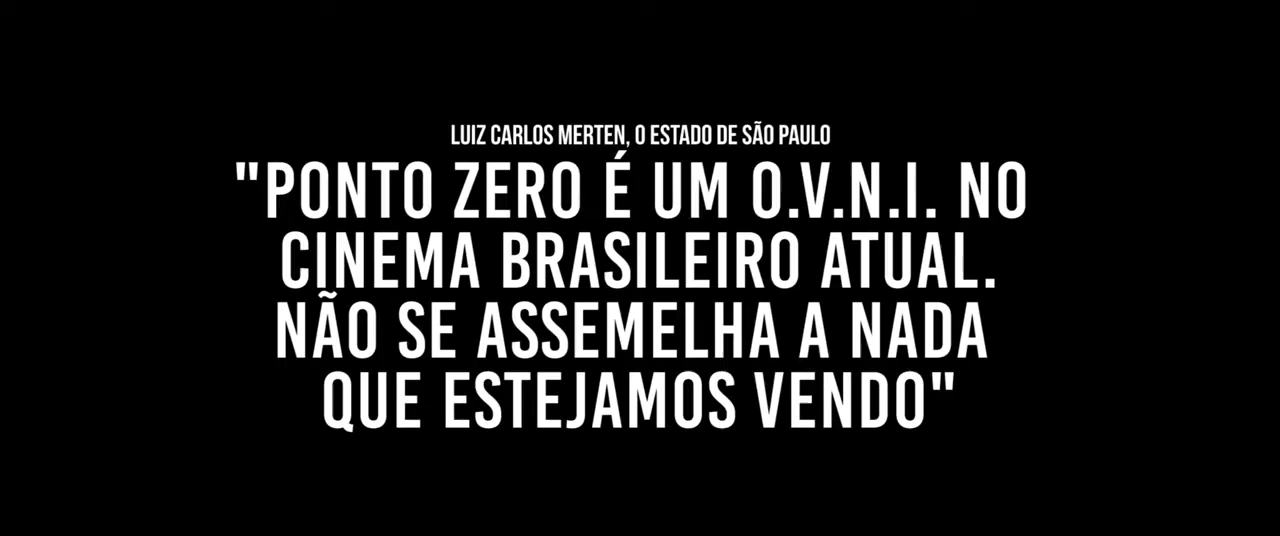 LUIZ CARLOS MERTEN, O ESTADO DE SÃO PAULO
"PONTO ZERO É UM O.V.N.I. NO
CINEMA BRASILEIRO ATUAL.
NÃO SE ASSEMELHA A NADA
QUE ESTEJAMOS VENDO"